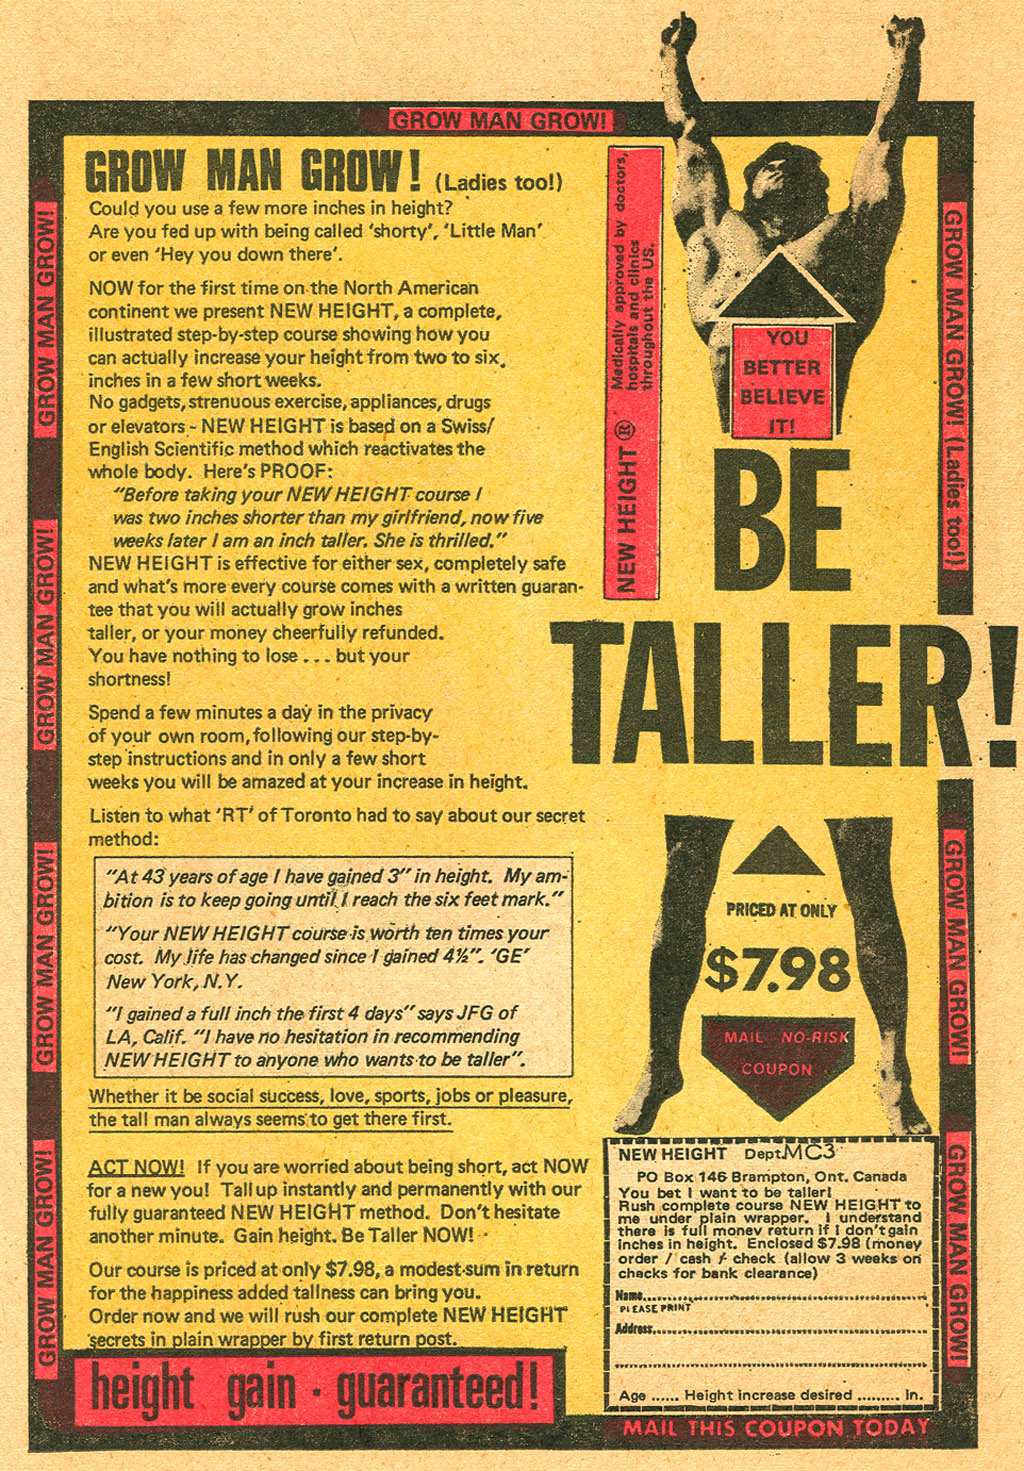 GROW MAN GROW!
GROW MAN GROW! (Ladies too!)
Could you use a few more inches in height?
Are you fed up with being called 'shorty', 'Little Man'
or even 'Hey you down there'.
NOW for the first time on the North American
continent we present NEW HEIGHT, a complete,
illustrated step-by-step course showing how you
can actually increase your height from two to six
inches in a few short weeks.
No gadgets, strenuous exercise, appliances, drugs
or elevators - NEW HEIGHT is based on a Swiss/
English Scientific method which reactivates the
whole body. Here's PROOF:
"Before taking your NEW HEIGHT course I
was two inches shorter than my girlfriend, now five
weeks later I am an inch taller. She is thrilled."
NEW HEIGHT is effective for either sex, completely safe
and what's more every course comes with a written guaran-
tee that you will actually grow inches
taller, or your money cheerfully refunded.
You have nothing to lose . . . but your
shortness!
Spend a few minutes a day in the privacy
of your own room, following our step-by-
step instructions and in only a few short
weeks you will be amazed at your increase in height.
Listen to what 'RT' of Toronto had to say about our secret
method:
"At 43 years of age I have gained 3" in height. My am-
bition is to keep going until I reach the six feet mark."
"Your NEW HEIGHT course is worth ten times your
cost. My life has changed since I gained 4½". 'GE'
New York, N.Y.
"I gained a full inch the first 4 days" says JFG of
LA, Calif. "I have no hesitation in recommending
NEW HEIGHT to anyone who wants to be taller".
Whether it be social success, love, sports, jobs or pleasure,
the tall man always seems to get there first.
ACT NOW! If you are worried about being short, act NOW
for a new you! Tall up instantly and permanently with our
fully guaranteed NEW HEIGHT method. Don't hesitate
another minute. Gain height. Be Taller NOW!
Our course is priced at only $7.98, a modest sum in return
for the happiness added tallness can bring you.
Order now and we will rush our complete NEW HEIGHT
secrets in plain wrapper by first return post.
height gain - guaranteed!
NEW HEIGHT ® Medically approved by doctors,
hospitals and clinics
throughout the US.
YOU
BETTER
BELIEVE
IT!
BE
TALLER!
PRICED AT ONLY
$7.98
MAIL NO-RISK
COUPON
NEW HEIGHT Dept. MC3
PO Box 146 Brampton, Ont. Canada
You bet I want to be taller!
Rush complete course NEW HEIGHT to
me under plain wrapper. I understand
there is full money return if I don't gain
inches in height. Enclosed $7.98 (money
order / cash / check (allow 3 weeks on
checks for bank clearance)
Name
PLEASE PRINT
Address
Age ...... Height increase desired ......... In.
MAIL THIS COUPON TODAY
GROW MAN GROW!
GROW MAN GROW!
GROW MAN GROW!
GROW MAN GROW!
GROW MAN GROW! (Ladies too!)
GROW MAN GROW!
GROW MAN GROW!